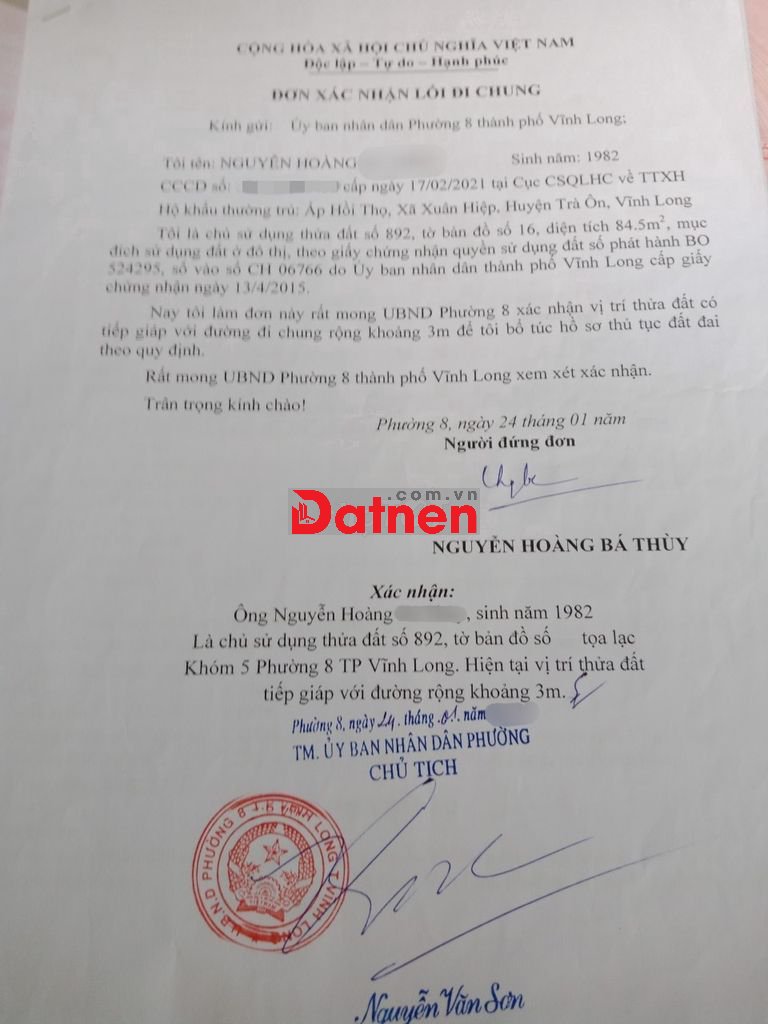 CỘNG HÒA XÃ HỘI CHỦ NGHĨA VIỆT NAM
Độc lập – Tự do – Hạnh phúc
ĐƠN XÁC NHẬN LỐI ĐI CHUNG
Kính gửi: Ủy ban nhân dân Phường 8 thành phố Vĩnh Long;
Tôi tên: NGUYỄN HOÀNG Sinh năm: 1982
CCCD số: cấp ngày 17/02/2021 tại Cục CSQLHC về TTXH
Hộ khẩu thường trú: Ấp Hồi Thọ, Xã Xuân Hiệp, Huyện Trà Ôn, Vĩnh Long
Tôi là chủ sử dụng thửa đất số 892, tờ bản đồ số 16, diện tích 84.5m², mục
đích sử dụng đất ở đô thị, theo giấy chứng nhận quyền sử dụng đất số phát hành BO
524295, số vào sổ CH 06766 do Ủy ban nhân dân thành phố Vĩnh Long cấp giấy
chứng nhận ngày 13/4/2015.
Nay tôi làm đơn này rất mong UBND Phường 8 xác nhận vị trí thửa đất có
tiếp giáp với đường đi chung rộng khoảng 3m để tôi bổ túc hồ sơ thủ tục đất đai
theo quy định.
Rất mong UBND Phường 8 thành phố Vĩnh Long xem xét xác nhận.
Trân trọng kính chào!
Phường 8, ngày 24 tháng 01 năm
Người đứng đơn
Datnen.com.vn
NGUYỄN HOÀNG BÁ THÙY
Xác nhận:
Ông Nguyễn Hoàng , sinh năm 1982
Là chủ sử dụng thửa đất số 892, tờ bản đồ số tọa lạc
Khóm 5 Phường 8 TP Vĩnh Long. Hiện tại vị trí thửa đất
tiếp giáp với đường rộng khoảng 3m.
Phường 8, ngày 24 tháng 01 năm
TM. ỦY BAN NHÂN DÂN PHƯỜNG
CHỦ TỊCH
U.B.N.D PHƯỜNG 8 T.P VĨNH LONG T.VĨNH LONG
Nguyễn Văn Sơn